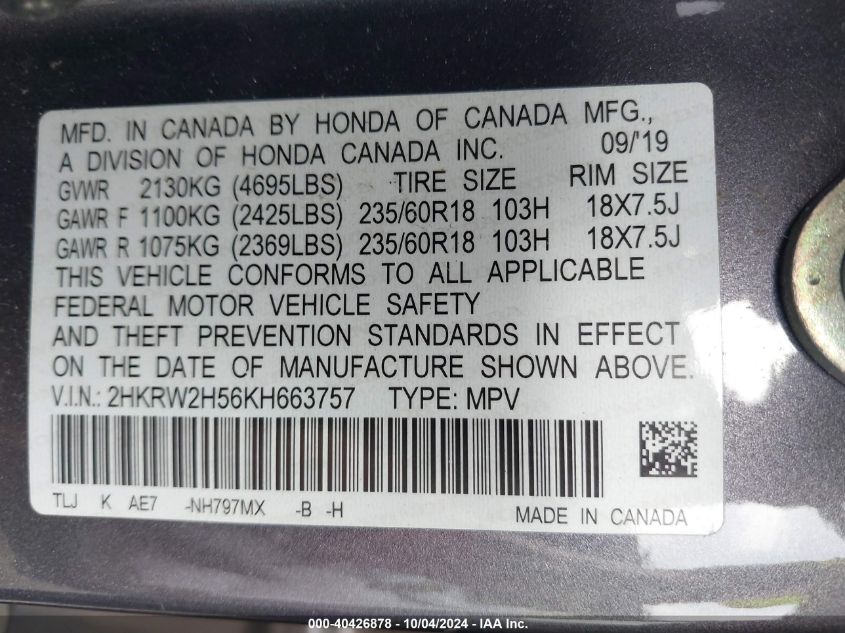 MFD. IN CANADA BY HONDA OF CANADA MFG.,
A DIVISION OF HONDA CANADA INC. 09/'19
GVWR 2130KG (4695LBS) TIRE SIZE RIM SIZE
GAWR F 1100KG (2425LBS) 235/60R18 103H 18X7.5J
GAWR R 1075KG (2369LBS) 235/60R18 103H 18X7.5J
THIS VEHICLE CONFORMS TO ALL APPLICABLE
FEDERAL MOTOR VEHICLE SAFETY
AND THEFT PREVENTION STANDARDS IN EFFECT
ON THE DATE OF MANUFACTURE SHOWN ABOVE.
V.I.N.: 2HKRW2H56KH663757 TYPE: MPV
TLJ K AE7 -NH797MX -B -H
MADE IN CANADA
000-40426878 - 10/04/2024 - IAA Inc.